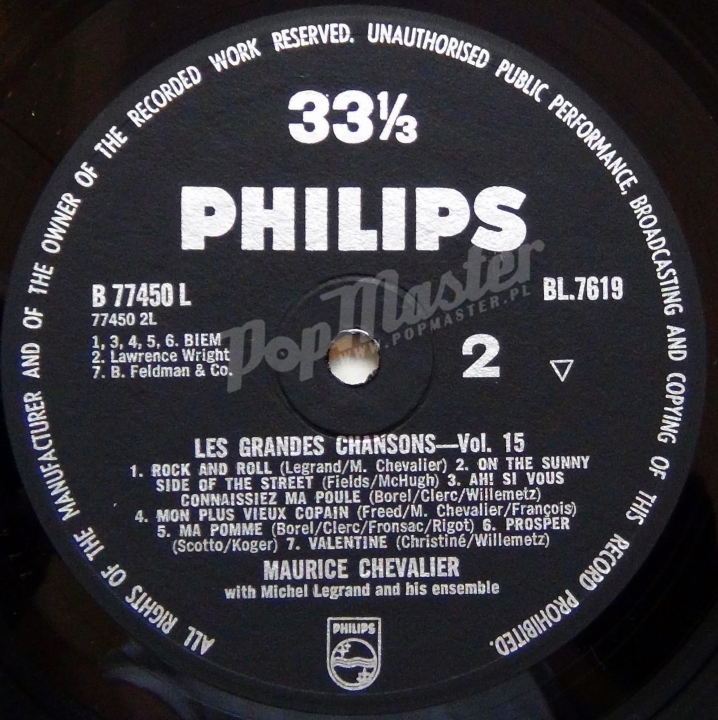 ALL RIGHTS OF THE MANUFACTURER AND OF THE OWNER OF THE RECORDED WORK RESERVED. UNAUTHORISED PUBLIC PERFORMANCE, BROADCASTING AND COPYING OF THIS RECORD PROHIBITED.
33⅓
PHILIPS
B 77450 L
BL.7619
77450 2L
1, 3, 4, 5, 6. BIEM
2. Lawrence Wright
7. B. Feldman & Co.
2
PopMaster
WWW.POPMASTER.PL
LES GRANDES CHANSONS—Vol. 15
1. ROCK AND ROLL (Legrand/M. Chevalier) 2. ON THE SUNNY
SIDE OF THE STREET (Fields/McHugh) 3. AH! SI VOUS
CONNAISSIEZ MA POULE (Borel/Clerc/Willemetz)
4. MON PLUS VIEUX COPAIN (Freed/M. Chevalier/François)
5. MA POMME (Borel/Clerc/Fronsac/Rigot) 6. PROSPER
(Scotto/Koger) 7. VALENTINE (Christiné/Willemetz)
MAURICE CHEVALIER
with Michel Legrand and his ensemble
PHILIPS